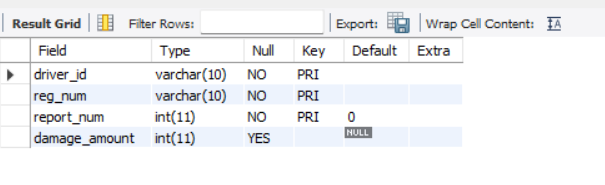 Result Grid Filter Rows: Export: Wrap Cell Content: IA
Field Type Null Key Default Extra
driver_id varchar(10) NO PRI
reg_num varchar(10) NO PRI
report_num int(11) NO PRI 0
damage_amount int(11) YES NULL